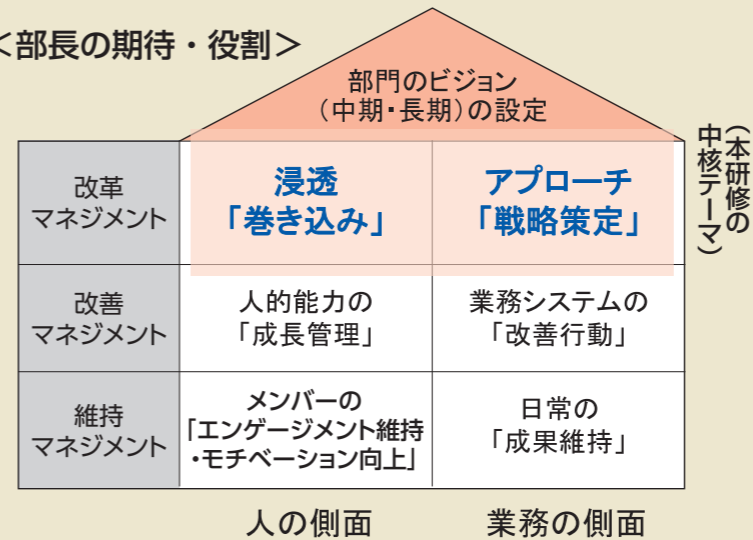 ＜部長の期待・役割＞
部門のビジョン
（中期・長期）の設定
（本研修の
中核テーマ）
改革
マネジメント
浸透
「巻き込み」
アプローチ
「戦略策定」
改善
マネジメント
人的能力の
「成長管理」
業務システムの
「改善行動」
維持
マネジメント
メンバーの
「エンゲージメント維持
・モチベーション向上」
日常の
「成果維持」
人の側面
業務の側面